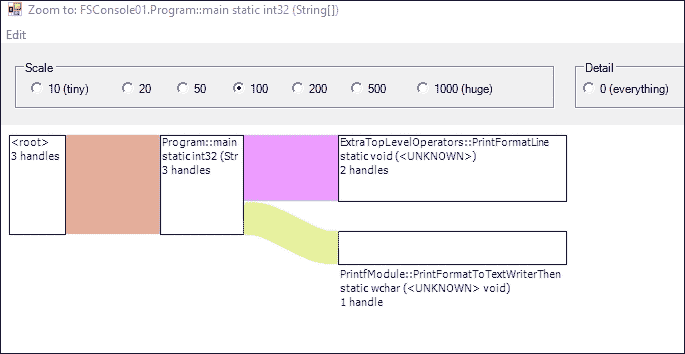 Zoom to: FSConsole01.Program::main static int32 (String[])
Edit
Scale
Detail
10 (tiny) 20 50 100 200 500 1000 (huge) 0 (everything)
<root>
3 handles
Program::main
static int32 (Str
3 handles
ExtraTopLevelOperators::PrintFormatLine
static void (<UNKNOWN>)
2 handles
PrintfModule::PrintFormatToTextWriterThen
static wchar (<UNKNOWN> void)
1 handle